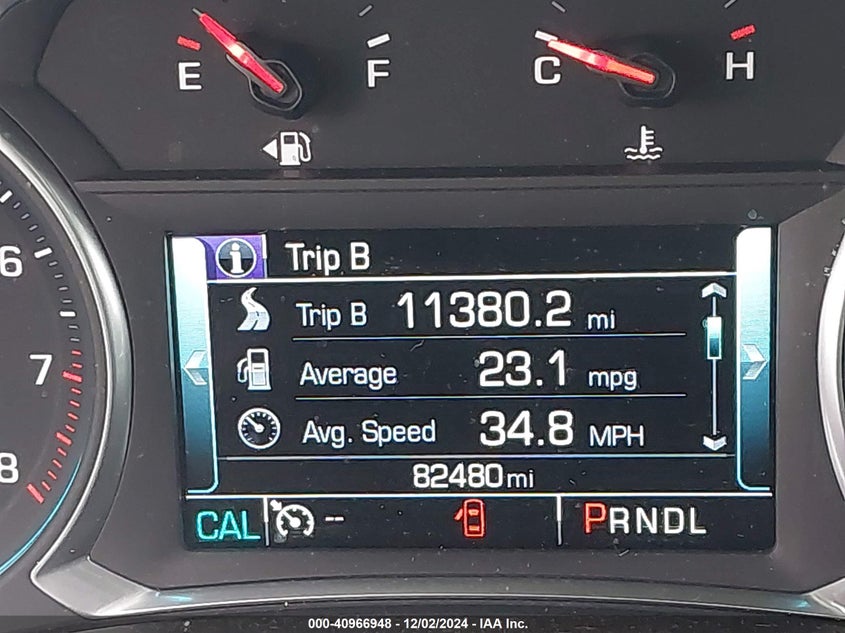 E F C H
6
7
8
Trip B
Trip B 11380.2 mi
Average 23.1 mpg
Avg. Speed 34.8 MPH
82480 mi
CAL -- PRNDL
000-40966948 - 12/02/2024 - IAA Inc.